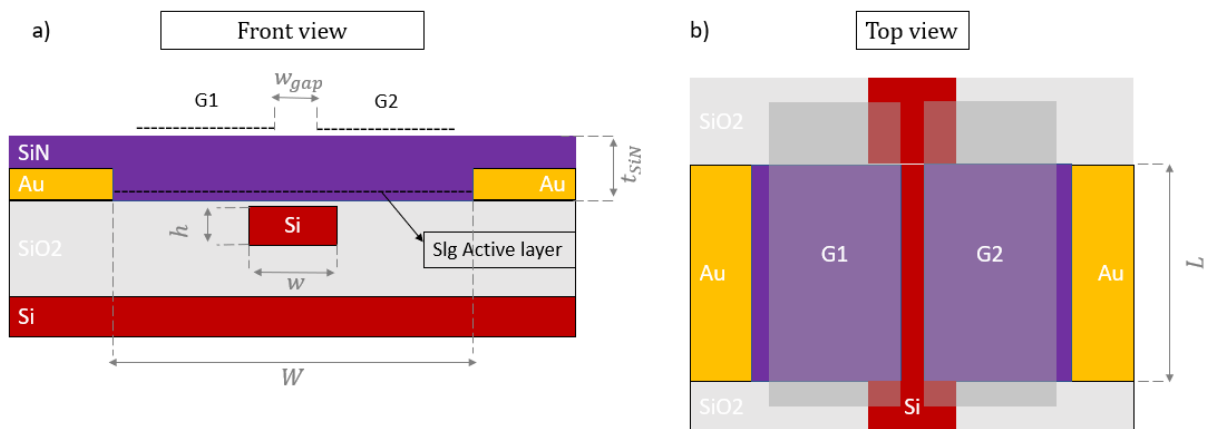 a)
Front view
w_gap
G1
G2
SiN
t_SiN
Au
Au
h
Si
SiO2
Slg Active layer
w
Si
W
b)
Top view
SiO2
G1
G2
Au
Au
L
SiO2
Si